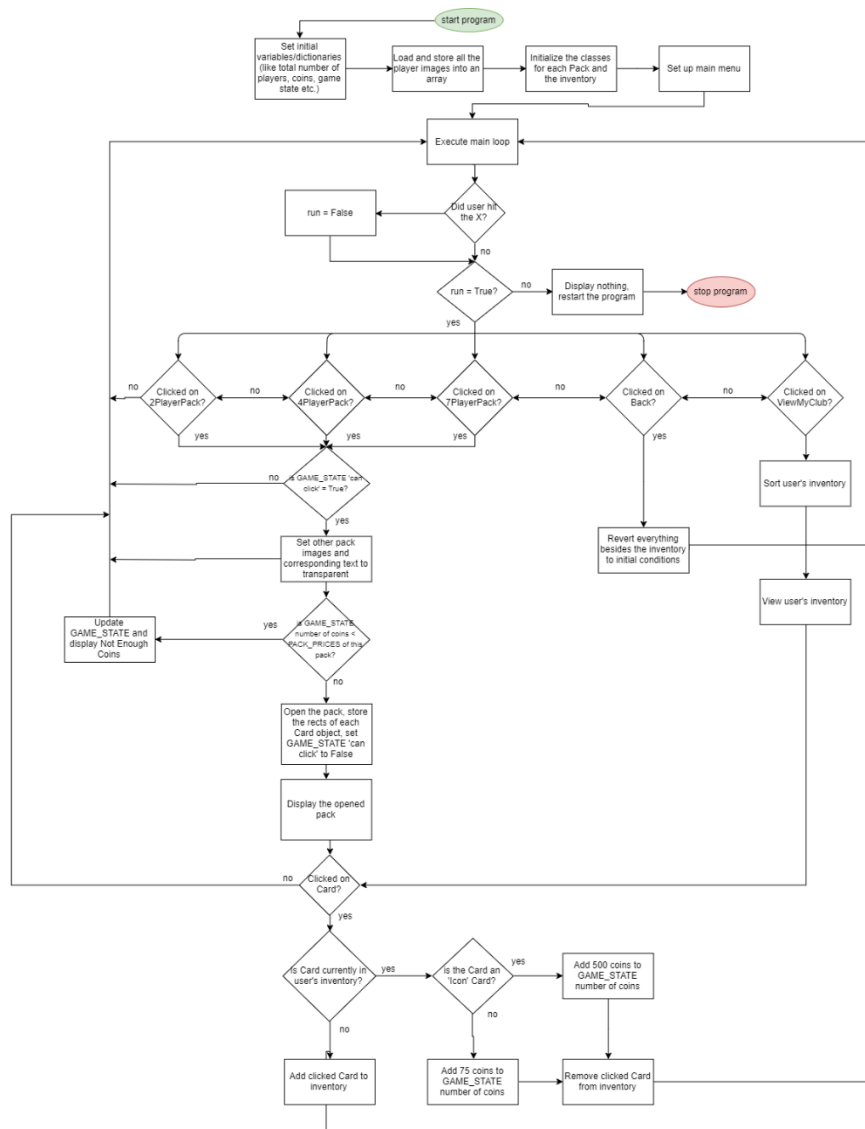 start program
Set initial
variables/dictionaries
(like total number of
players, coins, game
state etc.)
Load and store all the
player images into an
array
Initialize the classes
for each Pack and
the inventory
Set up main menu
Execute main loop
Did user hit
the X?
run = False
no
run = True?
no
Display nothing,
restart the program
stop program
yes
no
Clicked on
2PlayerPack?
no
Clicked on
4PlayerPack?
no
Clicked on
7PlayerPack?
no
Clicked on
Back?
no
Clicked on
ViewMyClub?
yes
yes
yes
yes
no
is GAME_STATE 'can
click' = True?
Sort user's inventory
yes
Set other pack
images and
corresponding text to
transparent
Revert everything
besides the inventory
to initial conditions
View user's inventory
Update
GAME_STATE and
display Not Enough
Coins
yes
is GAME_STATE
number of coins <
PACK_PRICES of this
pack?
no
Open the pack, store
the rects of each
Card object, set
GAME_STATE 'can
click' to False
Display the opened
pack
no
Clicked on
Card?
yes
Is Card currently in
user's inventory?
yes
is the Card an
'Icon' Card?
yes
Add 500 coins to
GAME_STATE
number of coins
no
no
Add clicked Card to
inventory
Add 75 coins to
GAME_STATE
number of coins
Remove clicked Card
from inventory